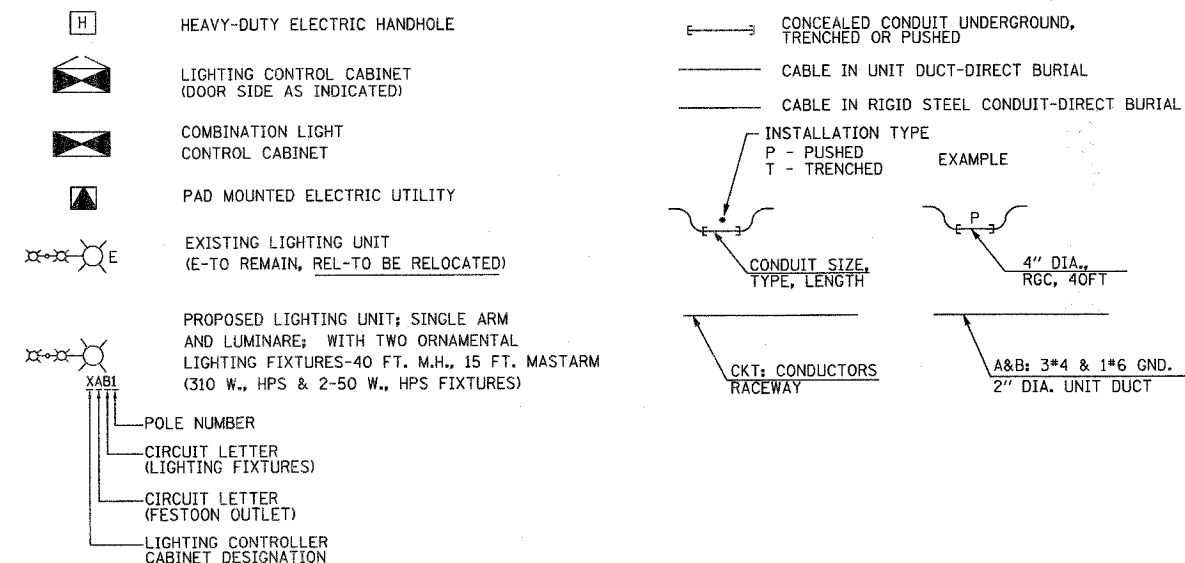 H
HEAVY-DUTY ELECTRIC HANDHOLE
LIGHTING CONTROL CABINET
(DOOR SIDE AS INDICATED)
COMBINATION LIGHT
CONTROL CABINET
PAD MOUNTED ELECTRIC UTILITY
E
EXISTING LIGHTING UNIT
(E-TO REMAIN, REL-TO BE RELOCATED)
PROPOSED LIGHTING UNIT; SINGLE ARM
AND LUMINARE; WITH TWO ORNAMENTAL
LIGHTING FIXTURES-40 FT. M.H., 15 FT. MASTARM
(310 W., HPS & 2-50 W., HPS FIXTURES)
XAB1
POLE NUMBER
CIRCUIT LETTER
(LIGHTING FIXTURES)
CIRCUIT LETTER
(FESTOON OUTLET)
LIGHTING CONTROLLER
CABINET DESIGNATION
CONCEALED CONDUIT UNDERGROUND,
TRENCHED OR PUSHED
CABLE IN UNIT DUCT-DIRECT BURIAL
CABLE IN RIGID STEEL CONDUIT-DIRECT BURIAL
INSTALLATION TYPE
P - PUSHED
T - TRENCHED
*
CONDUIT SIZE,
TYPE, LENGTH
CKT: CONDUCTORS
RACEWAY
EXAMPLE
P
4" DIA.,
RGC, 40FT
A&B: 3#4 & 1#6 GND.
2" DIA. UNIT DUCT